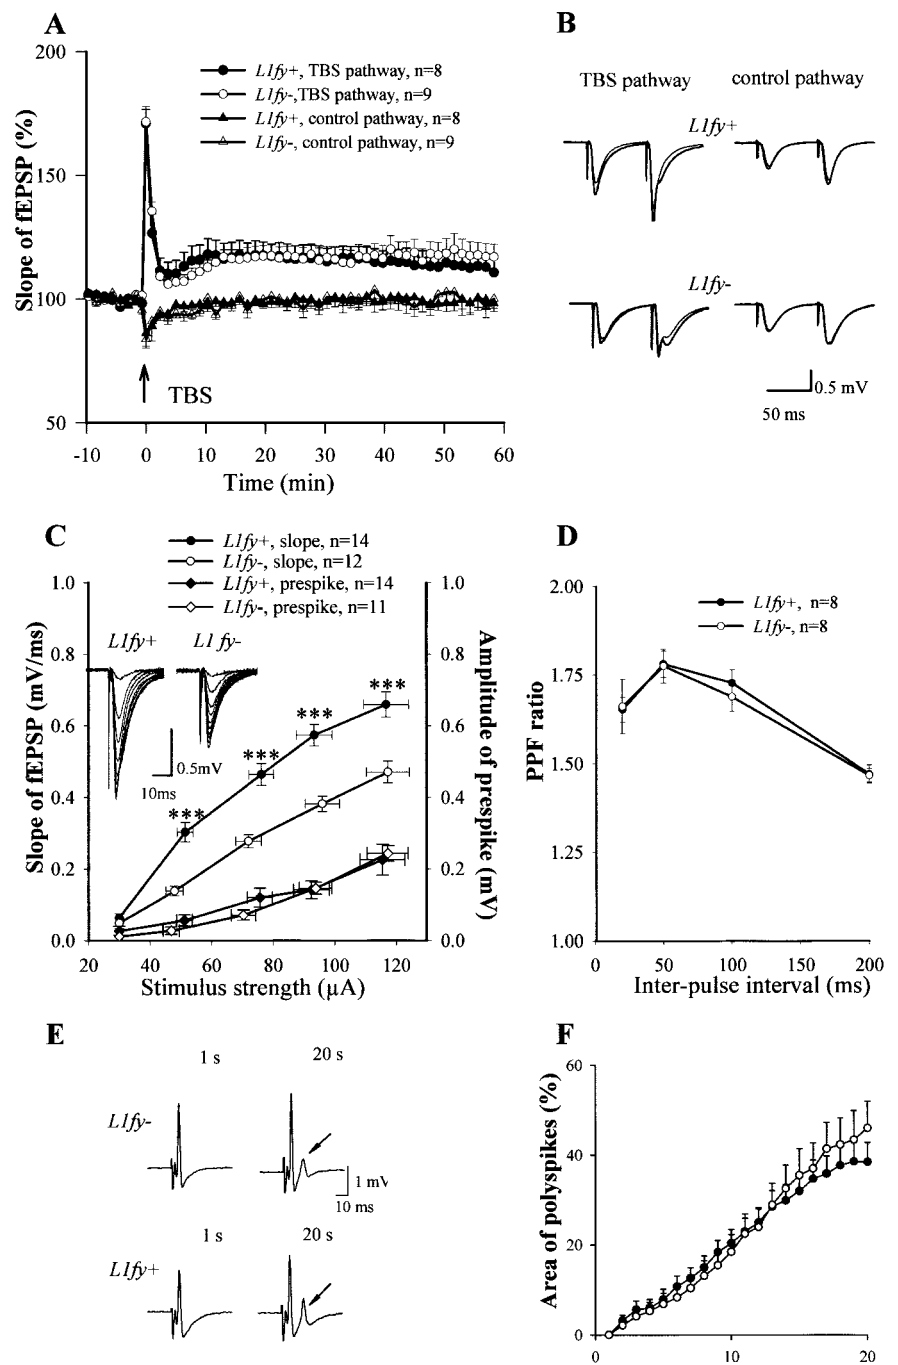 A
200
150
100
50
Slope of fEPSP (%)
L1fy+, TBS pathway, n=8
L1fy-,TBS pathway, n=9
L1fy+, control pathway, n=8
L1fy-, control pathway, n=9
TBS
-10 0 10 20 30 40 50 60
Time (min)
B
TBS pathway control pathway
L1fy+
L1fy-
0.5 mV
50 ms
C
L1fy+, slope, n=14
L1fy-, slope, n=12
L1fy+, prespike, n=14
L1fy-, prespike, n=11
1.0
0.8
0.6
0.4
0.2
0.0
Slope of fEPSP (mV/ms)
L1fy+ L1 fy-
0.5mV
10ms
***
***
***
***
1.0
0.8
0.6
0.4
0.2
0.0
Amplitude of prespike (mV)
20 40 60 80 100 120
Stimulus strength (µA)
D
2.00
1.75
1.50
1.25
1.00
PPF ratio
L1fy+, n=8
L1fy-, n=8
0 50 100 150 200
Inter-pulse interval (ms)
E
1 s 20 s
L1fy-
1 mV
10 ms
1 s 20 s
L1fy+
F
60
40
20
0
Area of polyspikes (%)
0 10 20